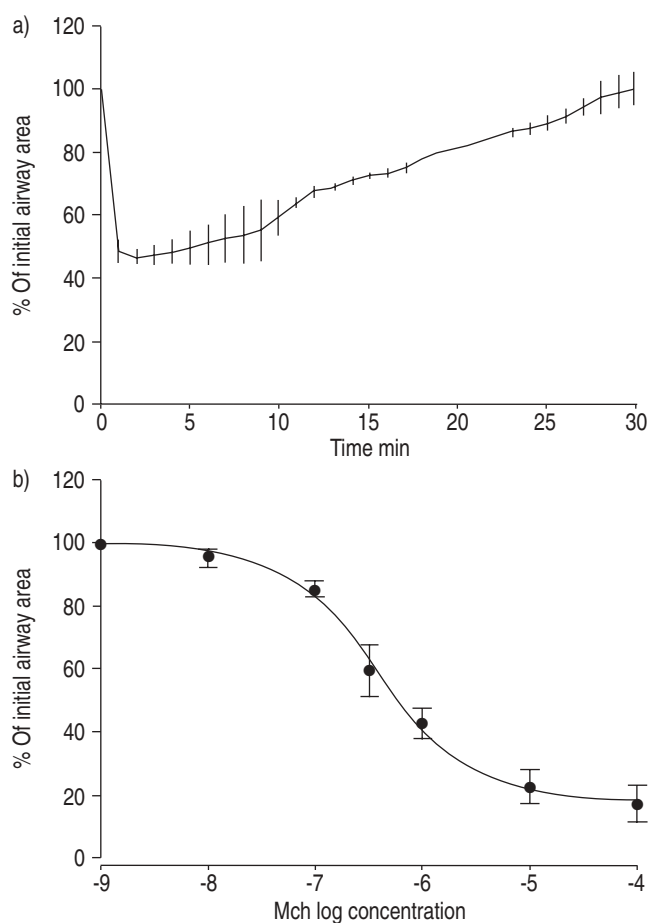 a)
120
100
80
60
40
20
0
% Of initial airway area
0 5 10 15 20 25 30
Time min
b)
120
100
80
60
40
20
0
% Of initial airway area
-9 -8 -7 -6 -5 -4
Mch log concentration